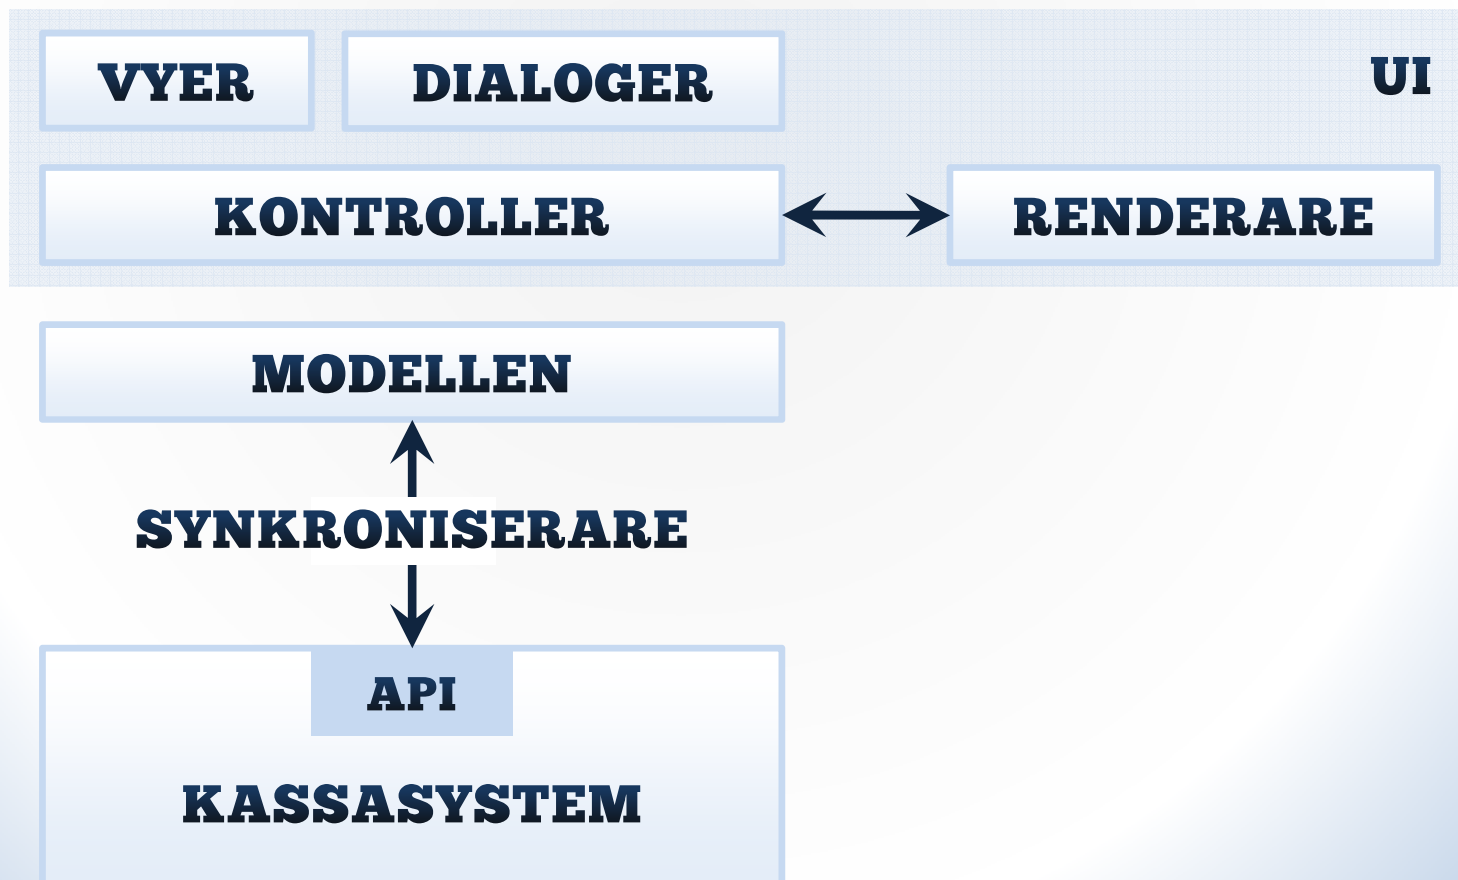 VYER
DIALOGER
UI
KONTROLLER
RENDERARE
MODELLEN
SYNKRONISERARE
API
KASSASYSTEM